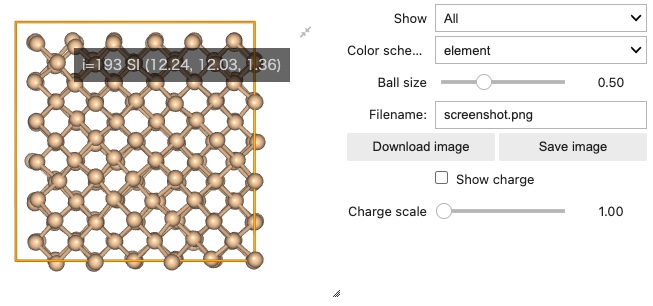 i=193 SI (12.24, 12.03, 1.36)
Show All
Color sche... element
Ball size 0.50
Filename: screenshot.png
Download image Save image
Show charge
Charge scale 1.00